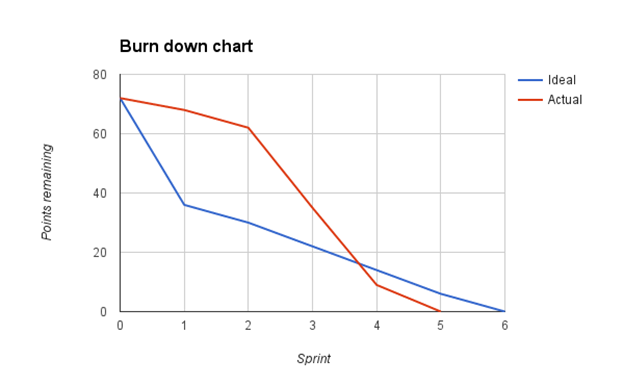 Burn down chart
Ideal
Actual
Points remaining
80
60
40
20
0
0 1 2 3 4 5 6
Sprint